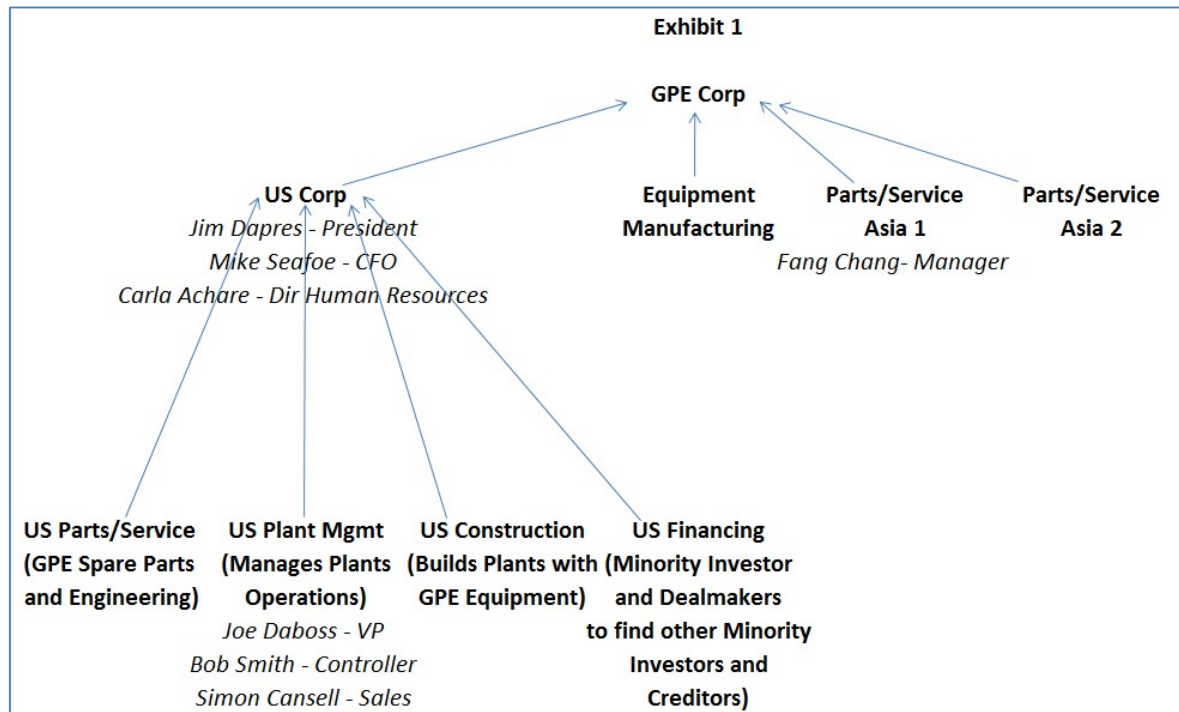 Exhibit 1
GPE Corp
US Corp
Jim Dapres - President
Mike Seafoe - CFO
Carla Achare - Dir Human Resources
Equipment
Manufacturing
Parts/Service
Asia 1
Fang Chang- Manager
Parts/Service
Asia 2
US Parts/Service
(GPE Spare Parts
and Engineering)
US Plant Mgmt
(Manages Plants
Operations)
Joe Daboss - VP
Bob Smith - Controller
Simon Cansell - Sales
US Construction
(Builds Plants with
GPE Equipment)
US Financing
(Minority Investor
and Dealmakers
to find other Minority
Investors and
Creditors)